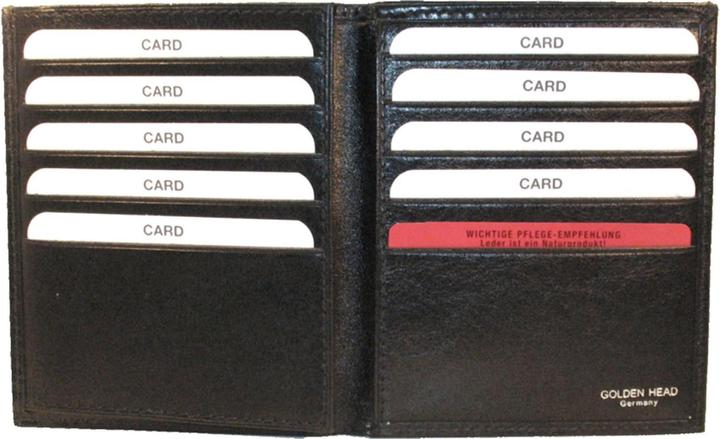 CARD
CARD
CARD
CARD
CARD
CARD
CARD
CARD
CARD
WICHTIGE PFLEGE-EMPFEHLUNG
Leder ist ein Naturprodukt!
GOLDEN HEAD
Germany